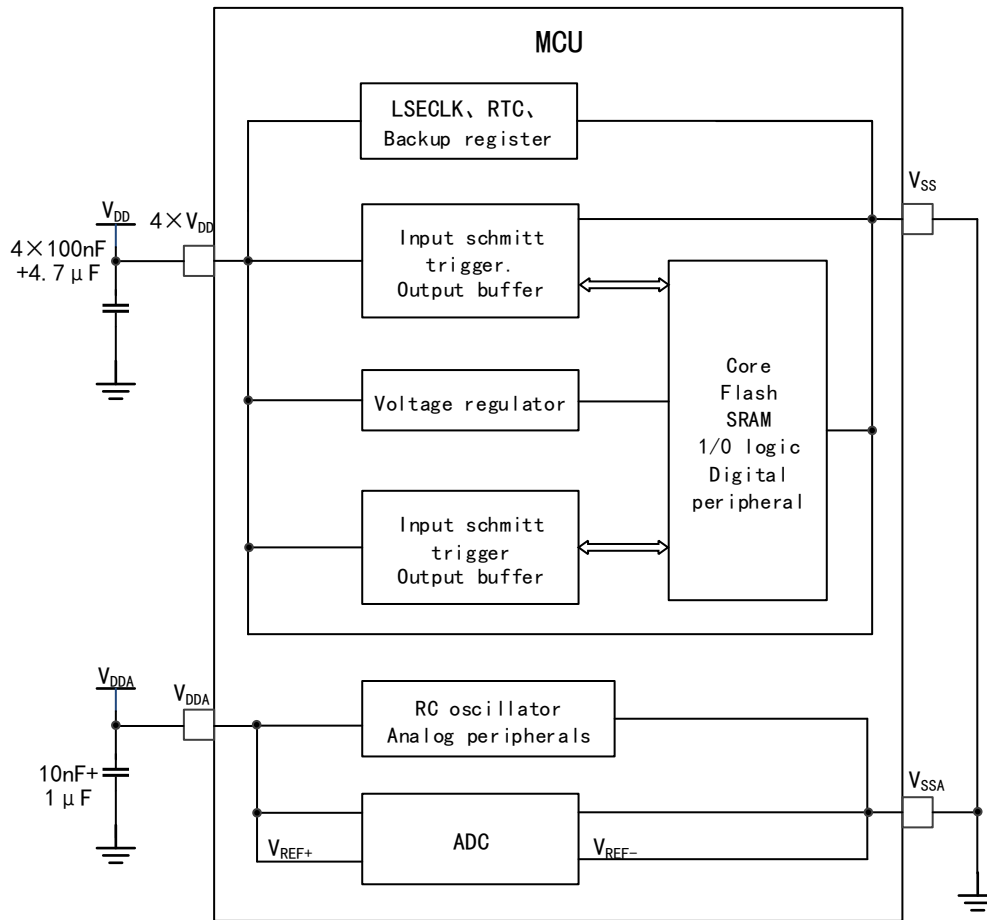 MCU
LSECLK、RTC、
Backup register
VSS
VDD
4×VDD
4×100nF
+4.7μF
Input schmitt
trigger.
Output buffer
Core
Flash
SRAM
1/0 logic
Digital
peripheral
Voltage regulator
Input schmitt
trigger
Output buffer
VDDA
VDDA
RC oscillator
Analog peripherals
10nF+
1μF
VSSA
ADC
VREF+
VREF-